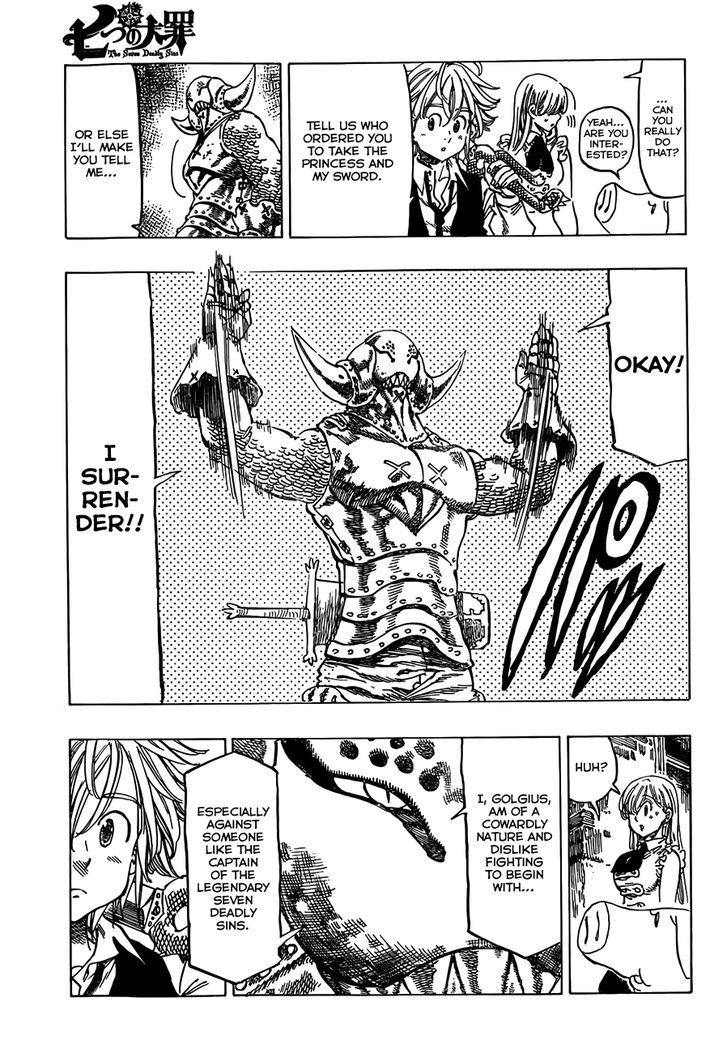 七つの大罪
The Seven Deadly Sins
...
CAN
YOU
REALLY
DO
THAT?
YEAH...
ARE YOU
INTER-
ESTED?
TELL US WHO
ORDERED YOU
TO TAKE THE
PRINCESS AND
MY SWORD.
OR ELSE
I'LL MAKE
YOU TELL
ME...
OKAY!
I
SUR-
REN-
DER!!
HUH?
I, GOLGIUS,
AM OF A
COWARDLY
NATURE AND
DISLIKE
FIGHTING
TO BEGIN
WITH...
ESPECIALLY
AGAINST
SOMEONE
LIKE THE
CAPTAIN
OF THE
LEGENDARY
SEVEN
DEADLY
SINS.